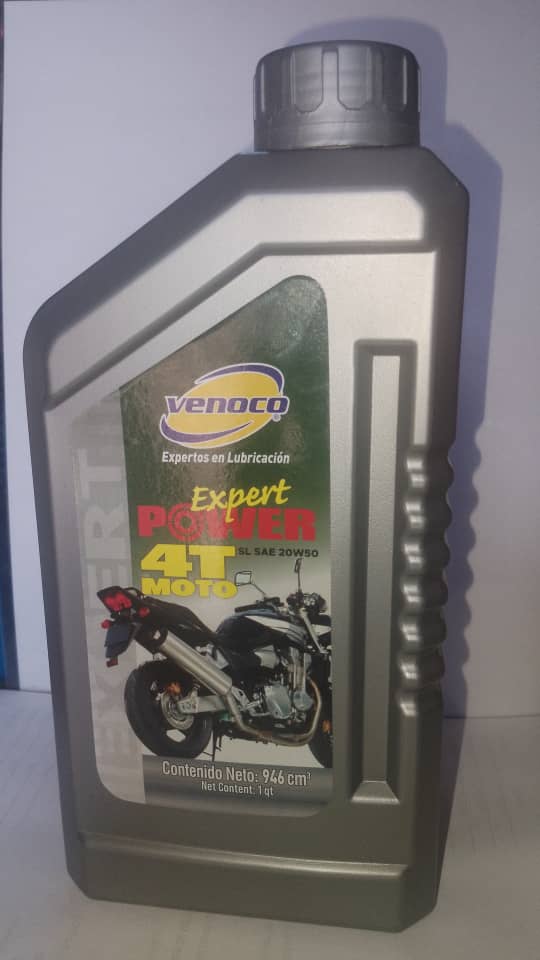 venoco
Expertos en Lubricación
Expert
POWER
4T SL SAE 20W50
MOTO
EXPERT
Contenido Neto: 946 cm³
Net Content: 1 qt